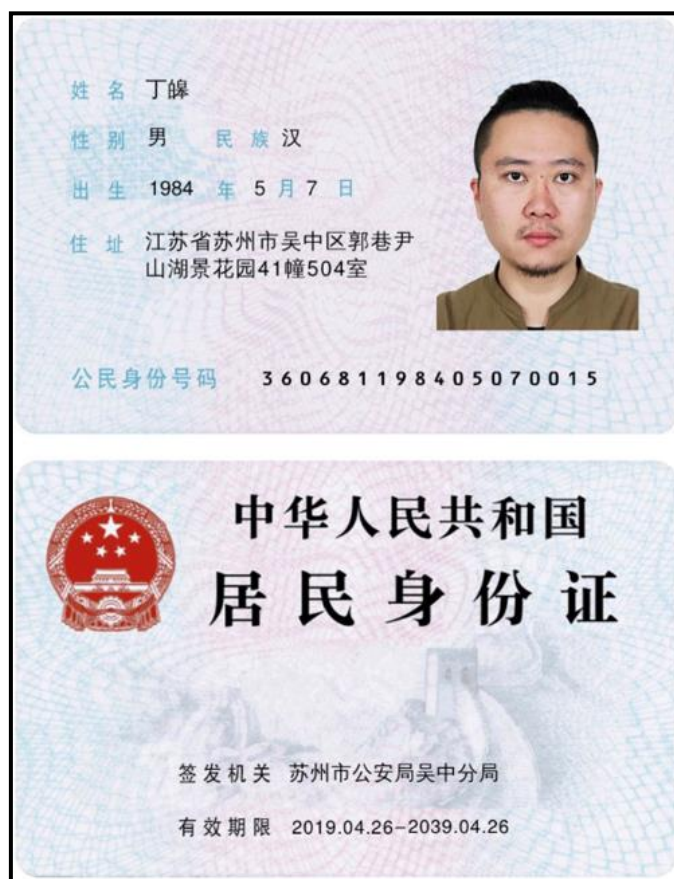 姓名 丁皞
性别 男 民族 汉
出生 1984 年 5 月 7 日
住址 江苏省苏州市吴中区郭巷尹
山湖景花园41幢504室
公民身份号码 360681198405070015
中华人民共和国
居民身份证
签发机关 苏州市公安局吴中分局
有效期限 2019.04.26-2039.04.26